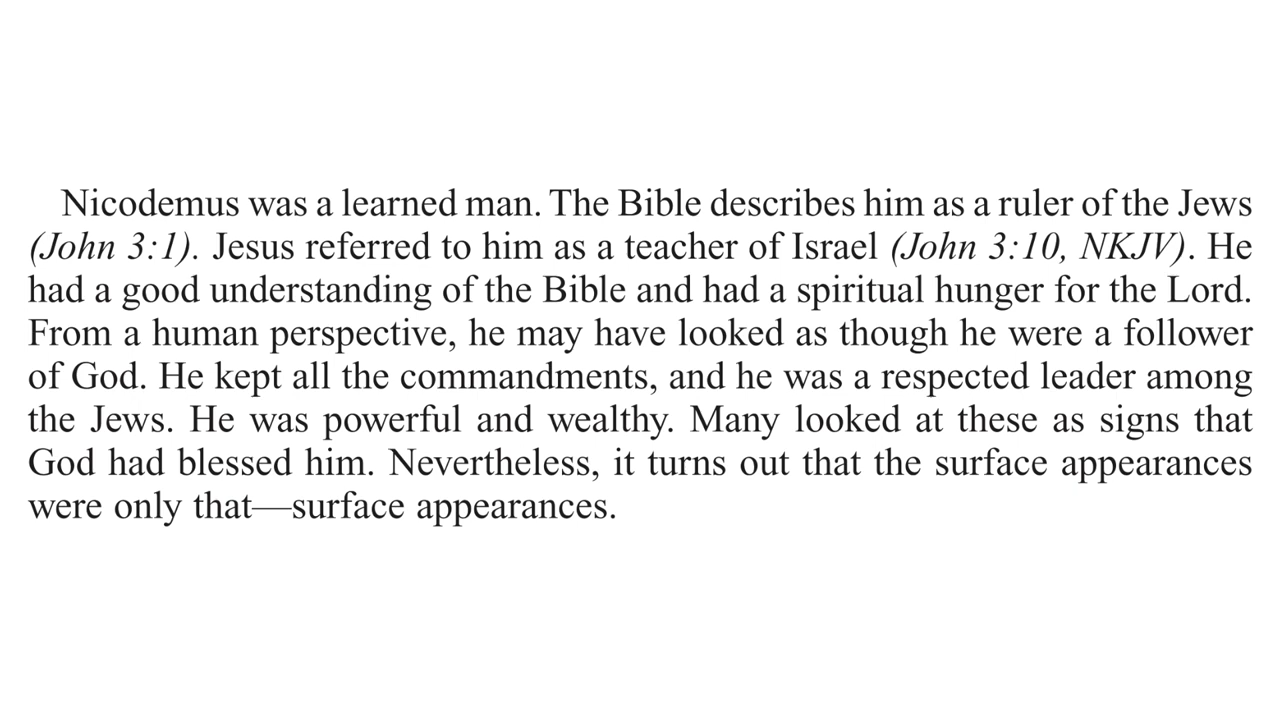 Nicodemus was a learned man. The Bible describes him as a ruler of the Jews
(John 3:1). Jesus referred to him as a teacher of Israel (John 3:10, NKJV). He
had a good understanding of the Bible and had a spiritual hunger for the Lord.
From a human perspective, he may have looked as though he were a follower
of God. He kept all the commandments, and he was a respected leader among
the Jews. He was powerful and wealthy. Many looked at these as signs that
God had blessed him. Nevertheless, it turns out that the surface appearances
were only that—surface appearances.